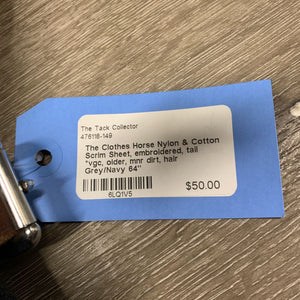 The Tack Collector
476118-149
The Clothes Horse Nylon & Cotton
Scrim Sheet, embroidered, tail
"vgc, older, mnr dirt, hair
Grey/Navy 64"
6LQ1V5
$50.00